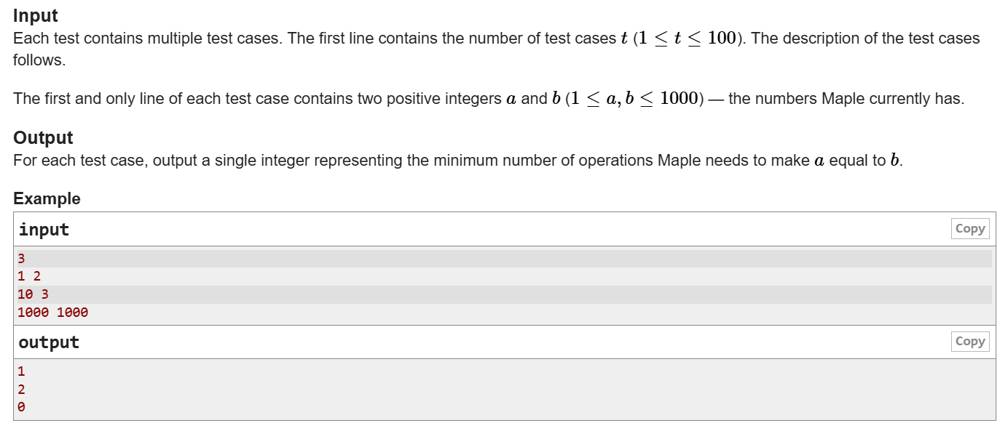 Input
Each test contains multiple test cases. The first line contains the number of test cases t (1 ≤ t ≤ 100). The description of the test cases
follows.
The first and only line of each test case contains two positive integers a and b (1 ≤ a, b ≤ 1000) — the numbers Maple currently has.
Output
For each test case, output a single integer representing the minimum number of operations Maple needs to make a equal to b.
Example
input Copy
3
1 2
10 3
1000 1000
output Copy
1
2
0